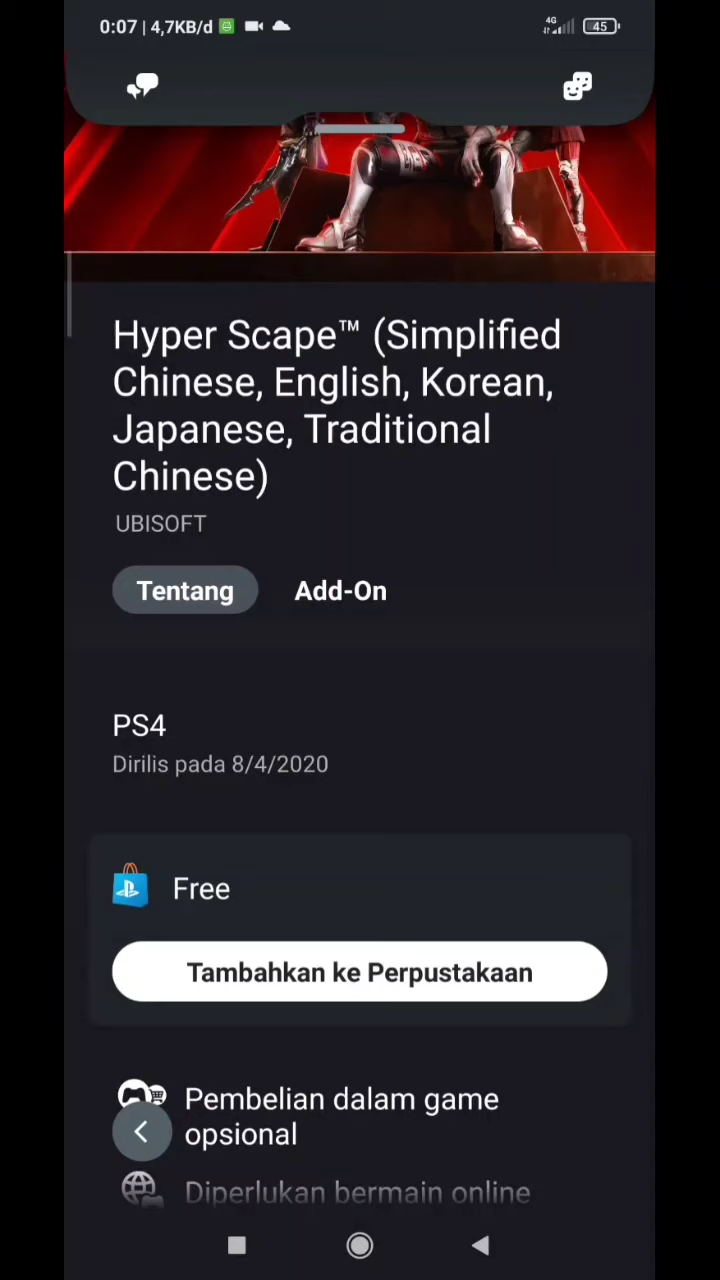 0:07 | 4,7KB/d
4G
45
Hyper Scape™ (Simplified
Chinese, English, Korean,
Japanese, Traditional
Chinese)
UBISOFT
Tentang
Add-On
PS4
Dirilis pada 8/4/2020
Free
Tambahkan ke Perpustakaan
Pembelian dalam game
opsional
Diperlukan bermain online